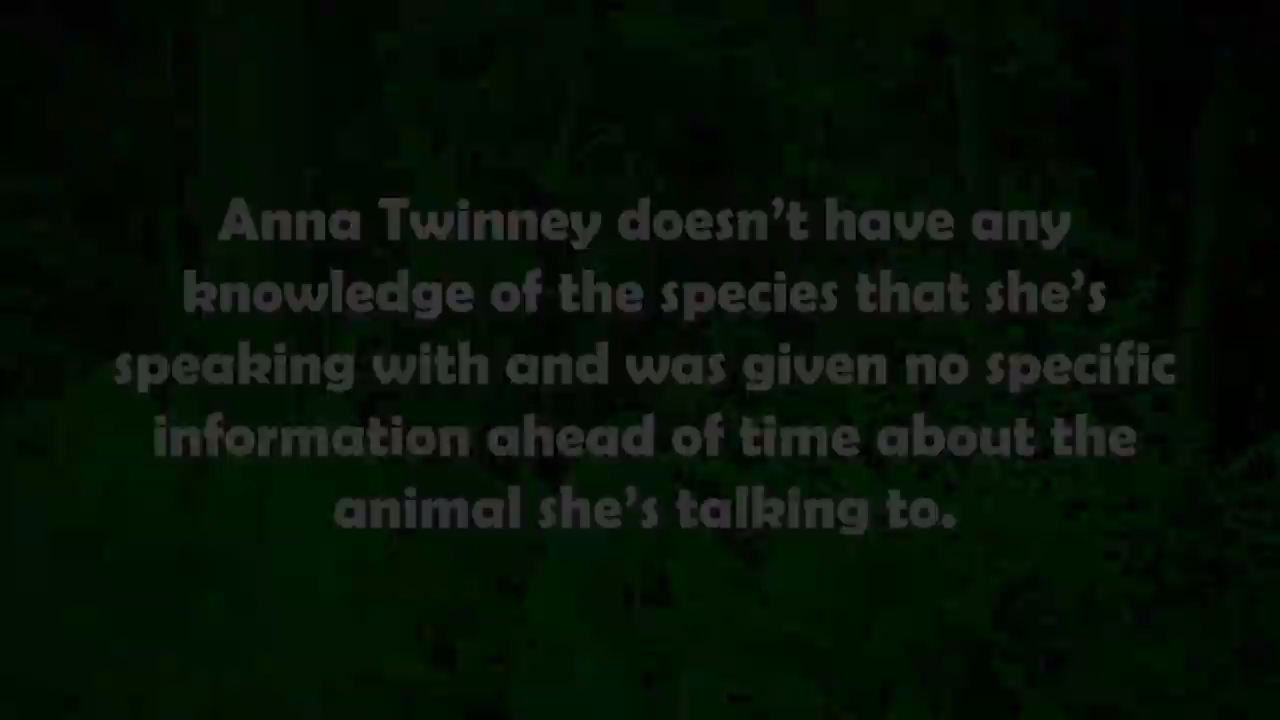 Anna Twinney doesn’t have any
knowledge of the species that she’s
speaking with and was given no specific
information ahead of time about the
animal she’s talking to.